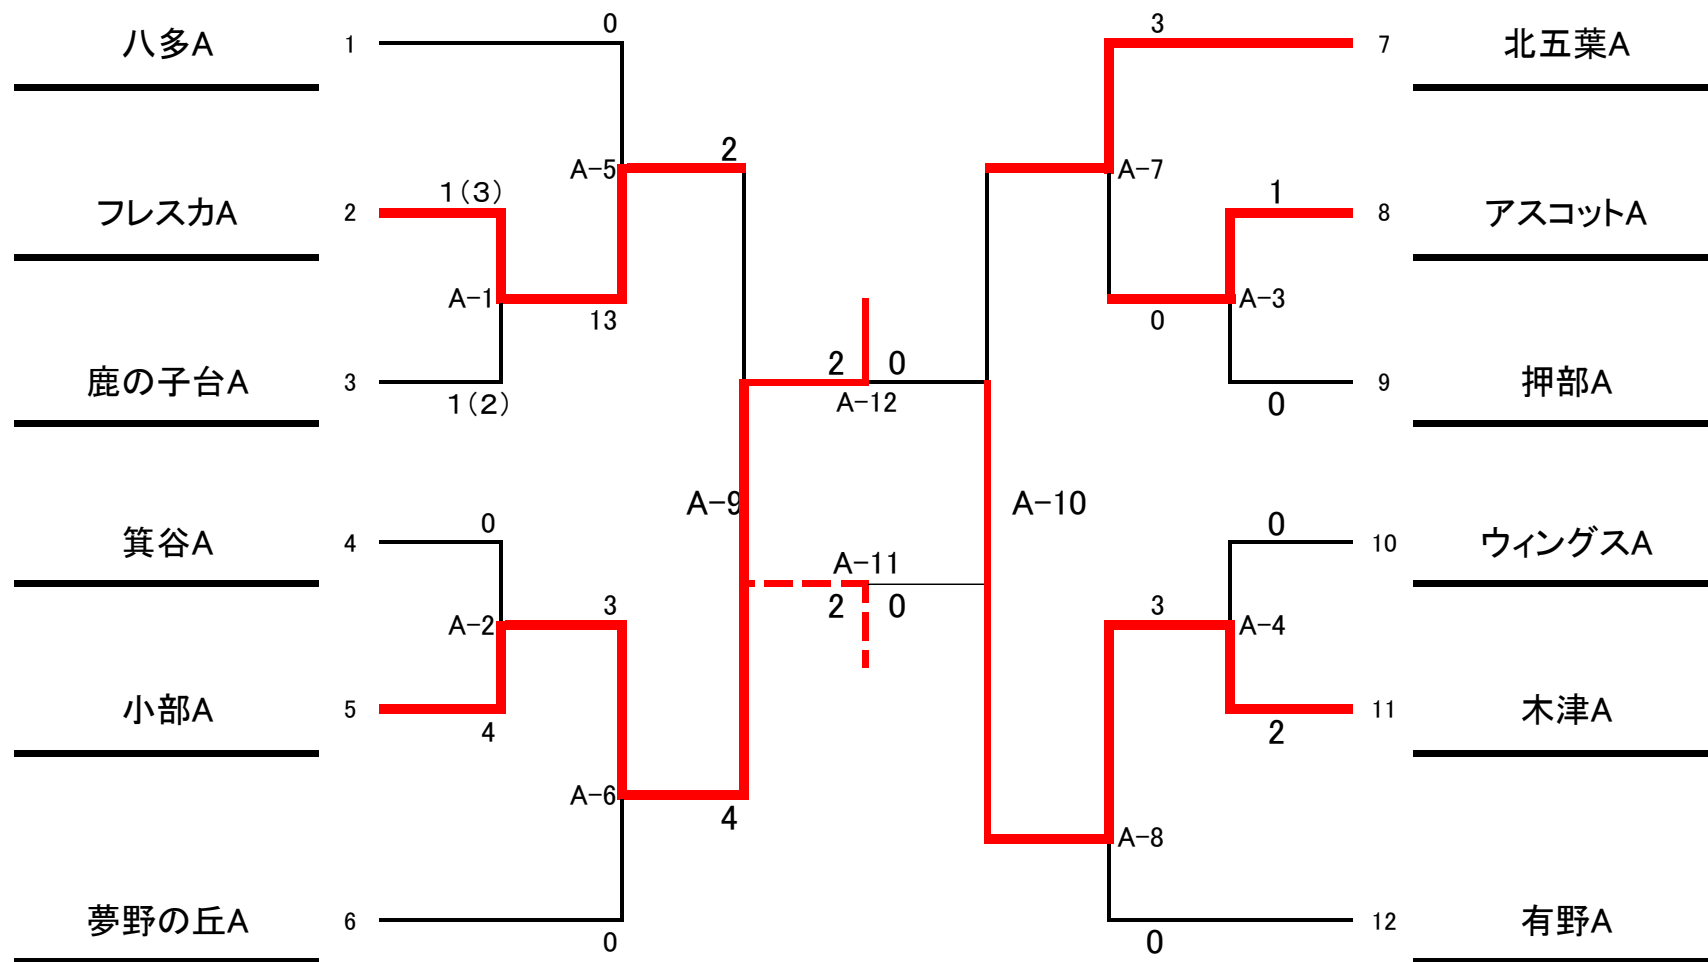 0
3
八多A
1
7
北五葉A
A-5
2
A-7
フレスカA
2
1(3)
1
8
アスコットA
A-1
A-3
13
0
2
0
鹿の子台A
3
1(2)
A-12
0
9
押部A
A-9
A-10
0
0
箕谷A
4
10
ウィングスA
A-11
3
2
0
3
A-2
A-4
小部A
5
4
2
11
木津A
A-6
4
A-8
夢野の丘A
6
0
0
12
有野A